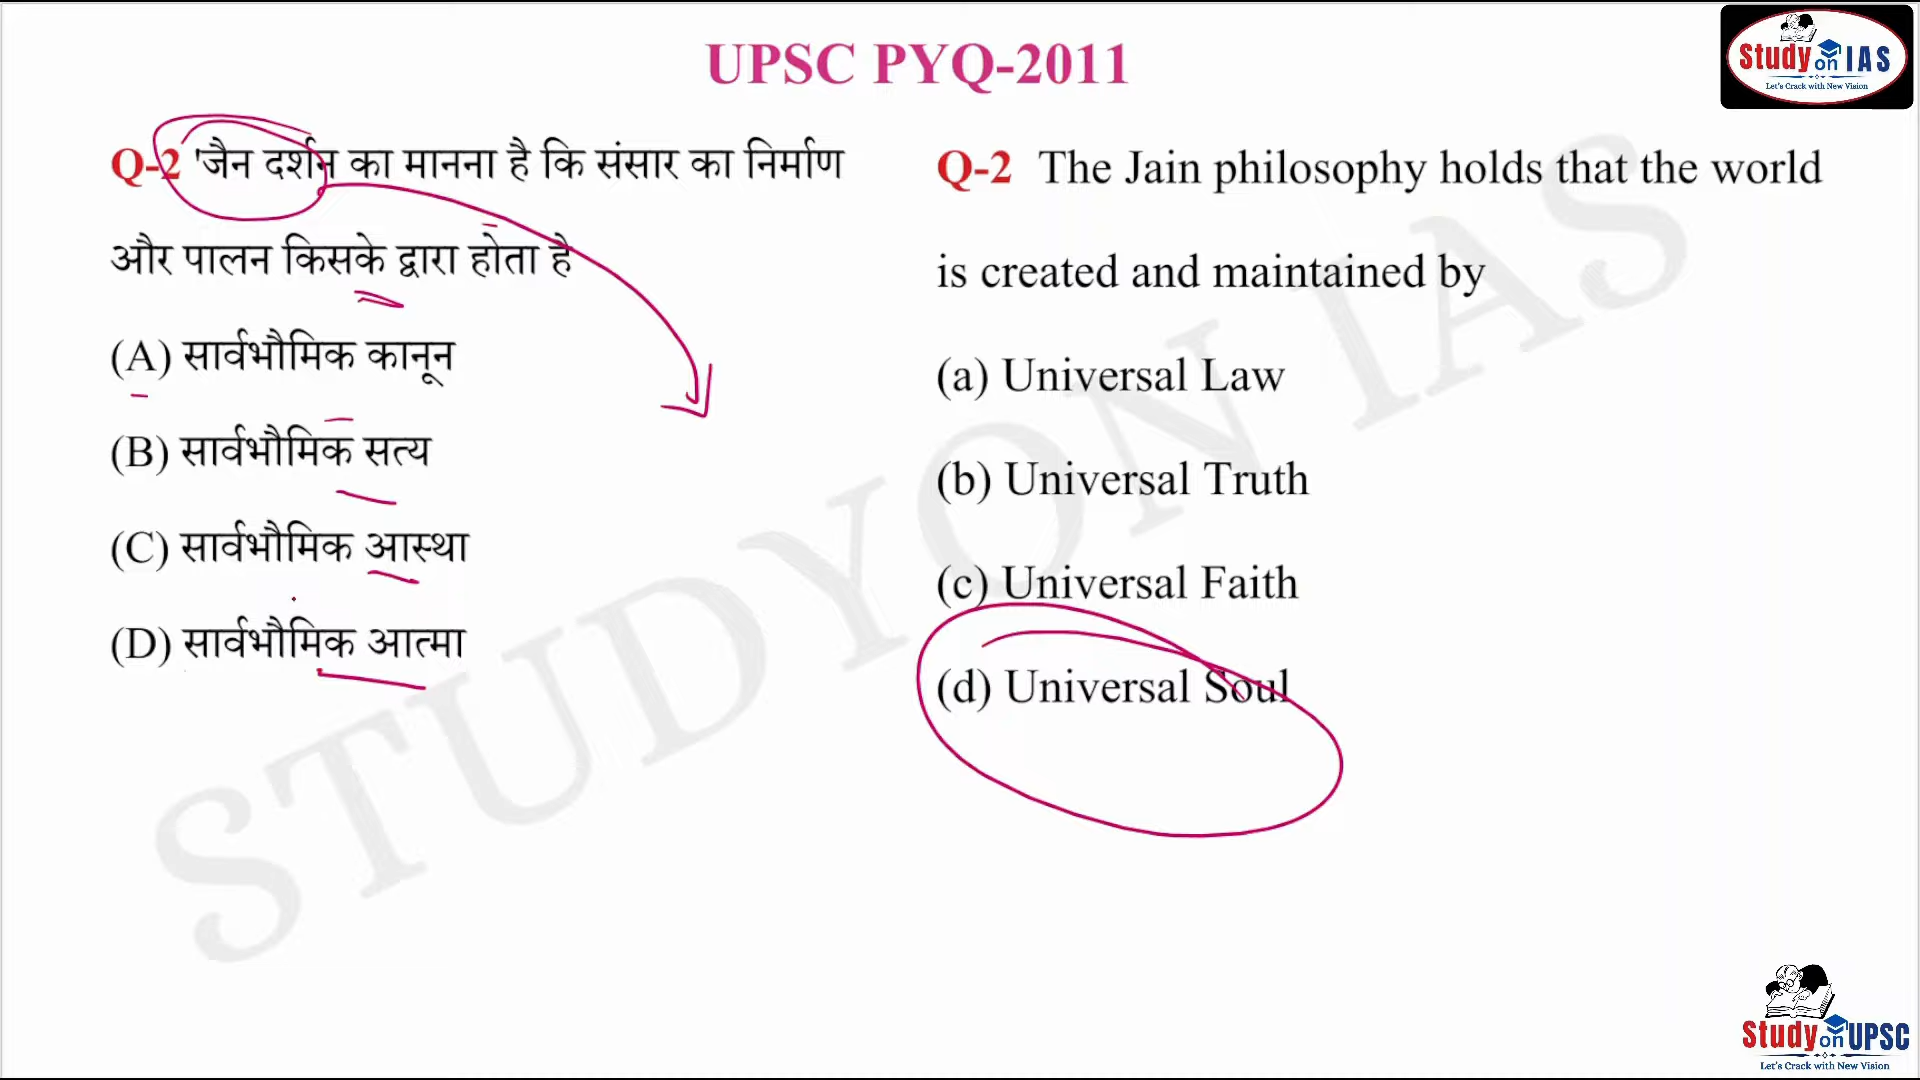 UPSC PYQ-2011
Study on IAS
Let's Crack with New Vision
Q-2 'जैन दर्शन का मानना है कि संसार का निर्माण
और पालन किसके द्वारा होता है
(A) सार्वभौमिक कानून
(B) सार्वभौमिक सत्य
(C) सार्वभौमिक आस्था
(D) सार्वभौमिक आत्मा
Q-2 The Jain philosophy holds that the world
is created and maintained by
(a) Universal Law
(b) Universal Truth
(c) Universal Faith
(d) Universal Soul
STUDYON IAS
Study on UPSC
Let's Crack with New Vision